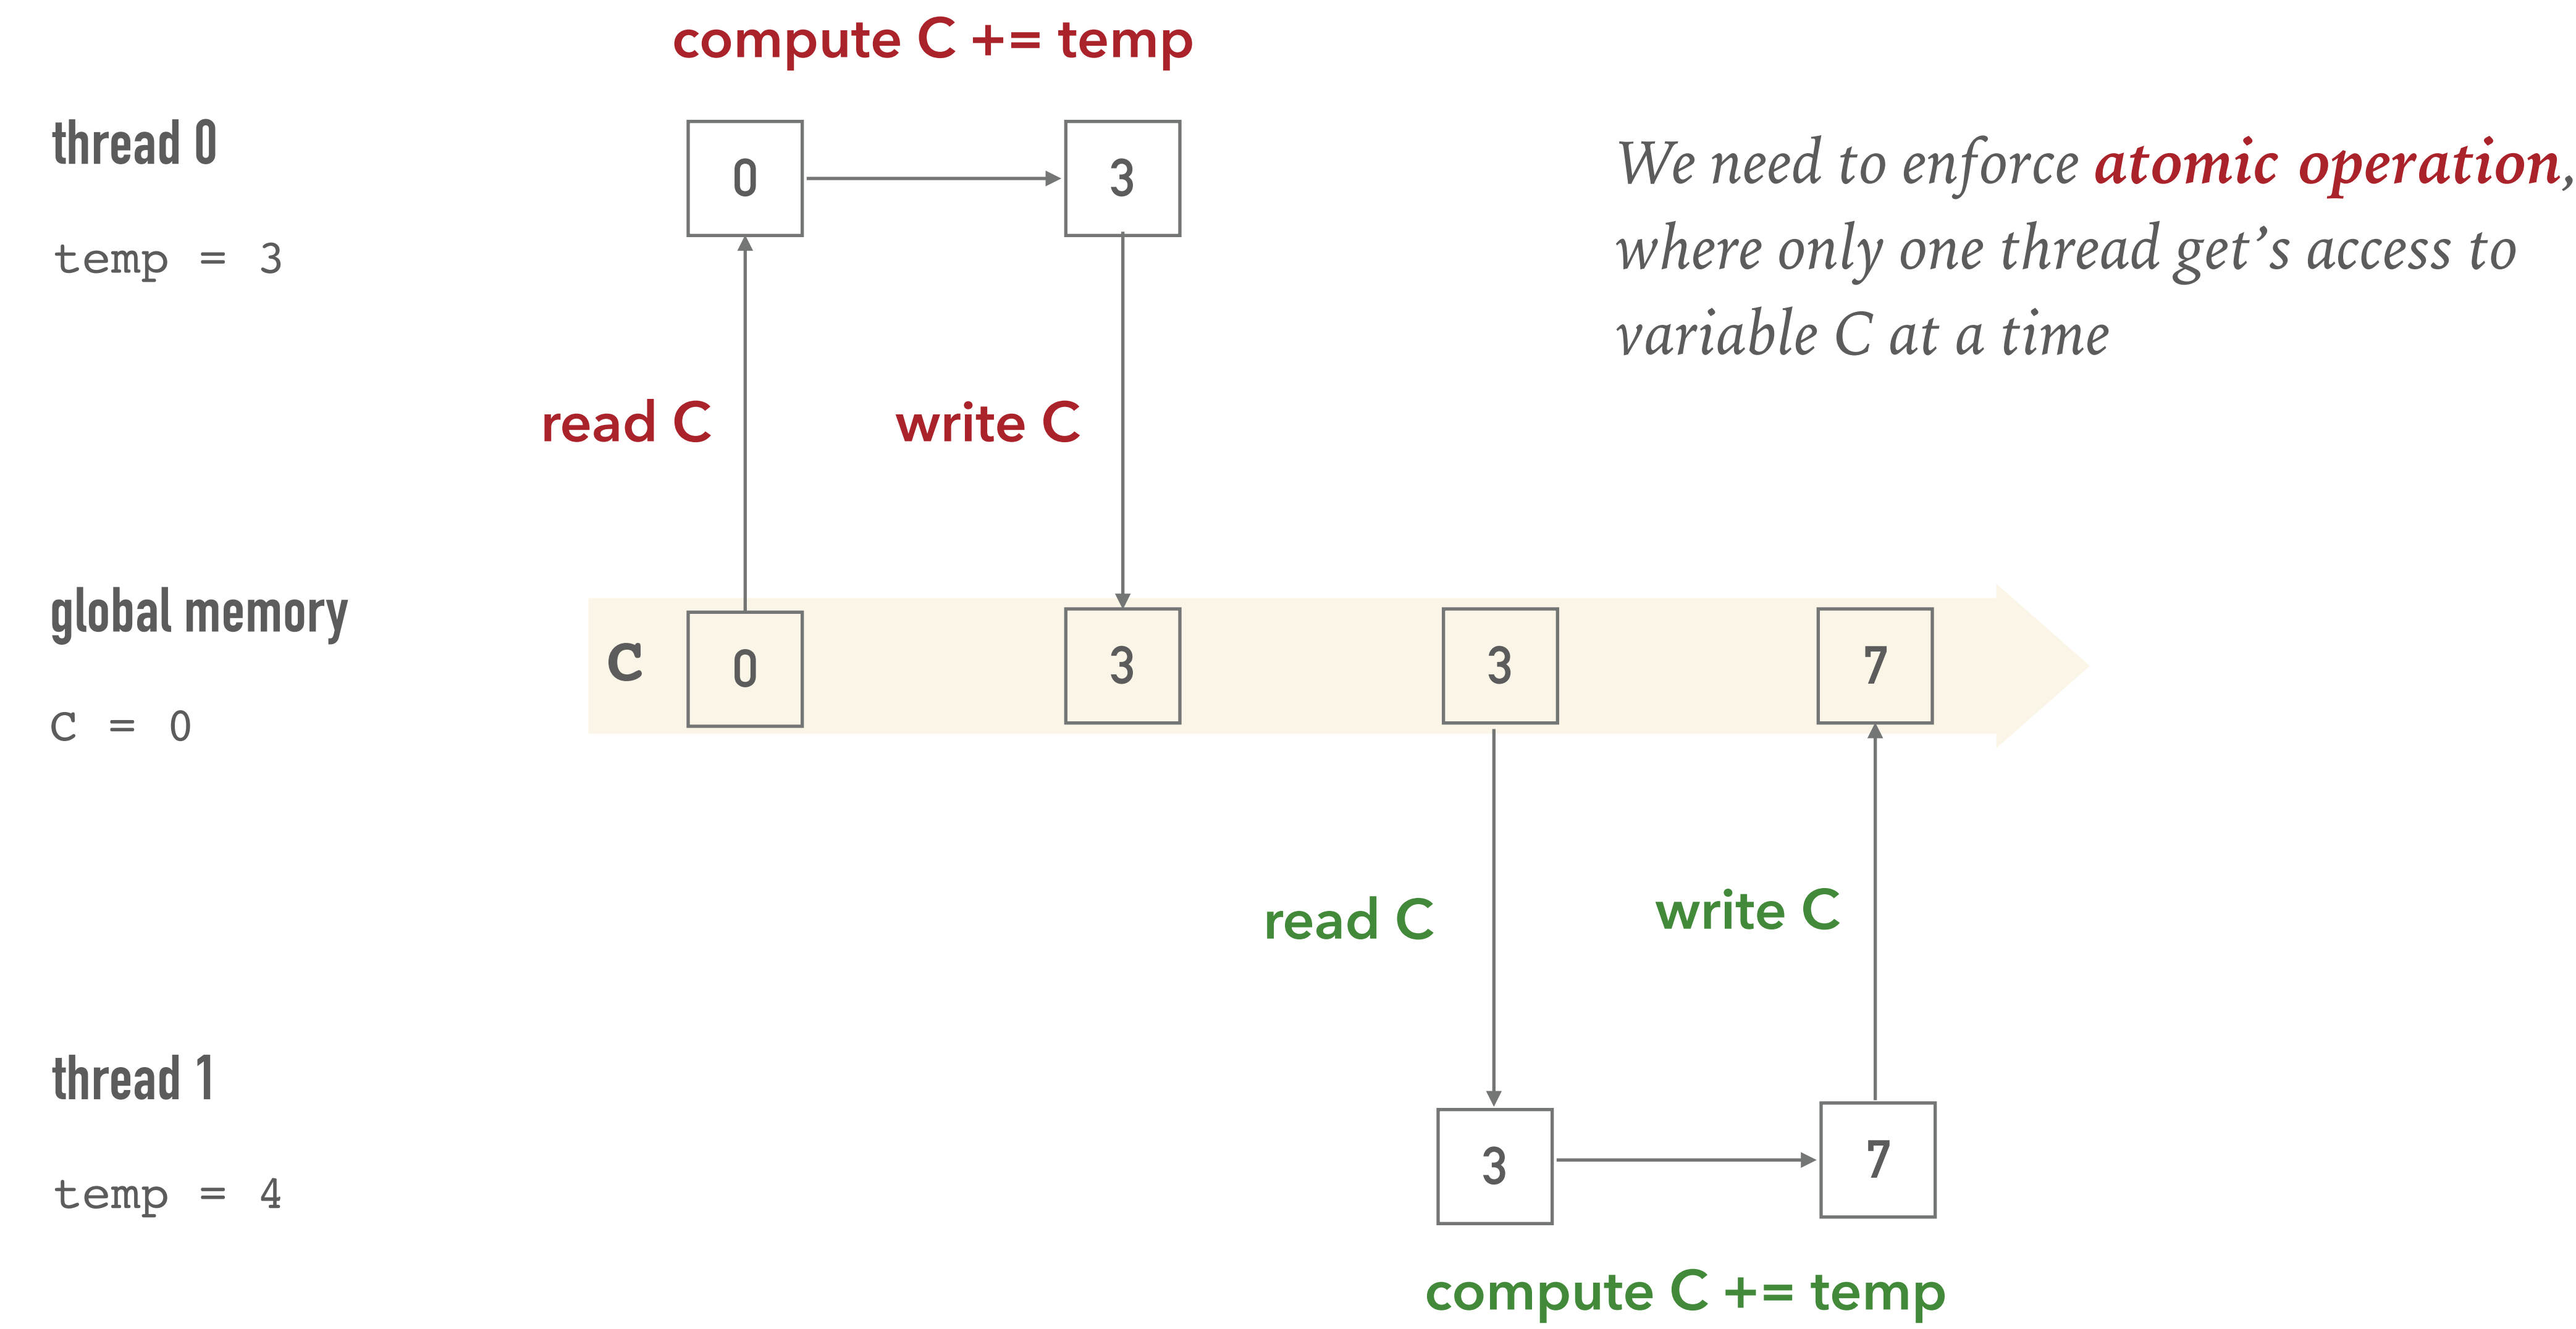 compute C += temp
thread 0
0
3
We need to enforce atomic operation,
where only one thread get’s access to
variable C at a time
temp = 3
read C
write C
global memory
C
0
3
3
7
C = 0
read C
write C
thread 1
3
7
temp = 4
compute C += temp